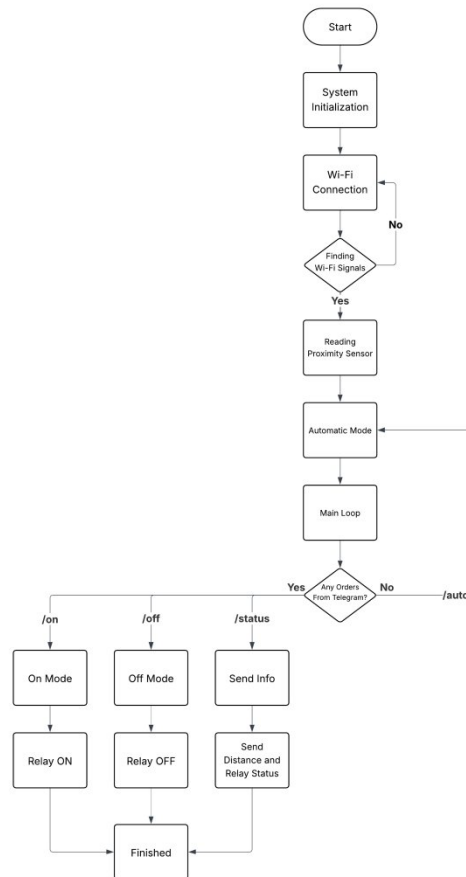 Start
System
Initialization
Wi-Fi
Connection
No
Finding
Wi-Fi Signals
Yes
Reading
Proximity Sensor
Automatic Mode
Main Loop
Any Orders
From Telegram?
Yes
No
/on
/off
/status
/auto
On Mode
Off Mode
Send Info
Relay ON
Relay OFF
Send
Distance and
Relay Status
Finished